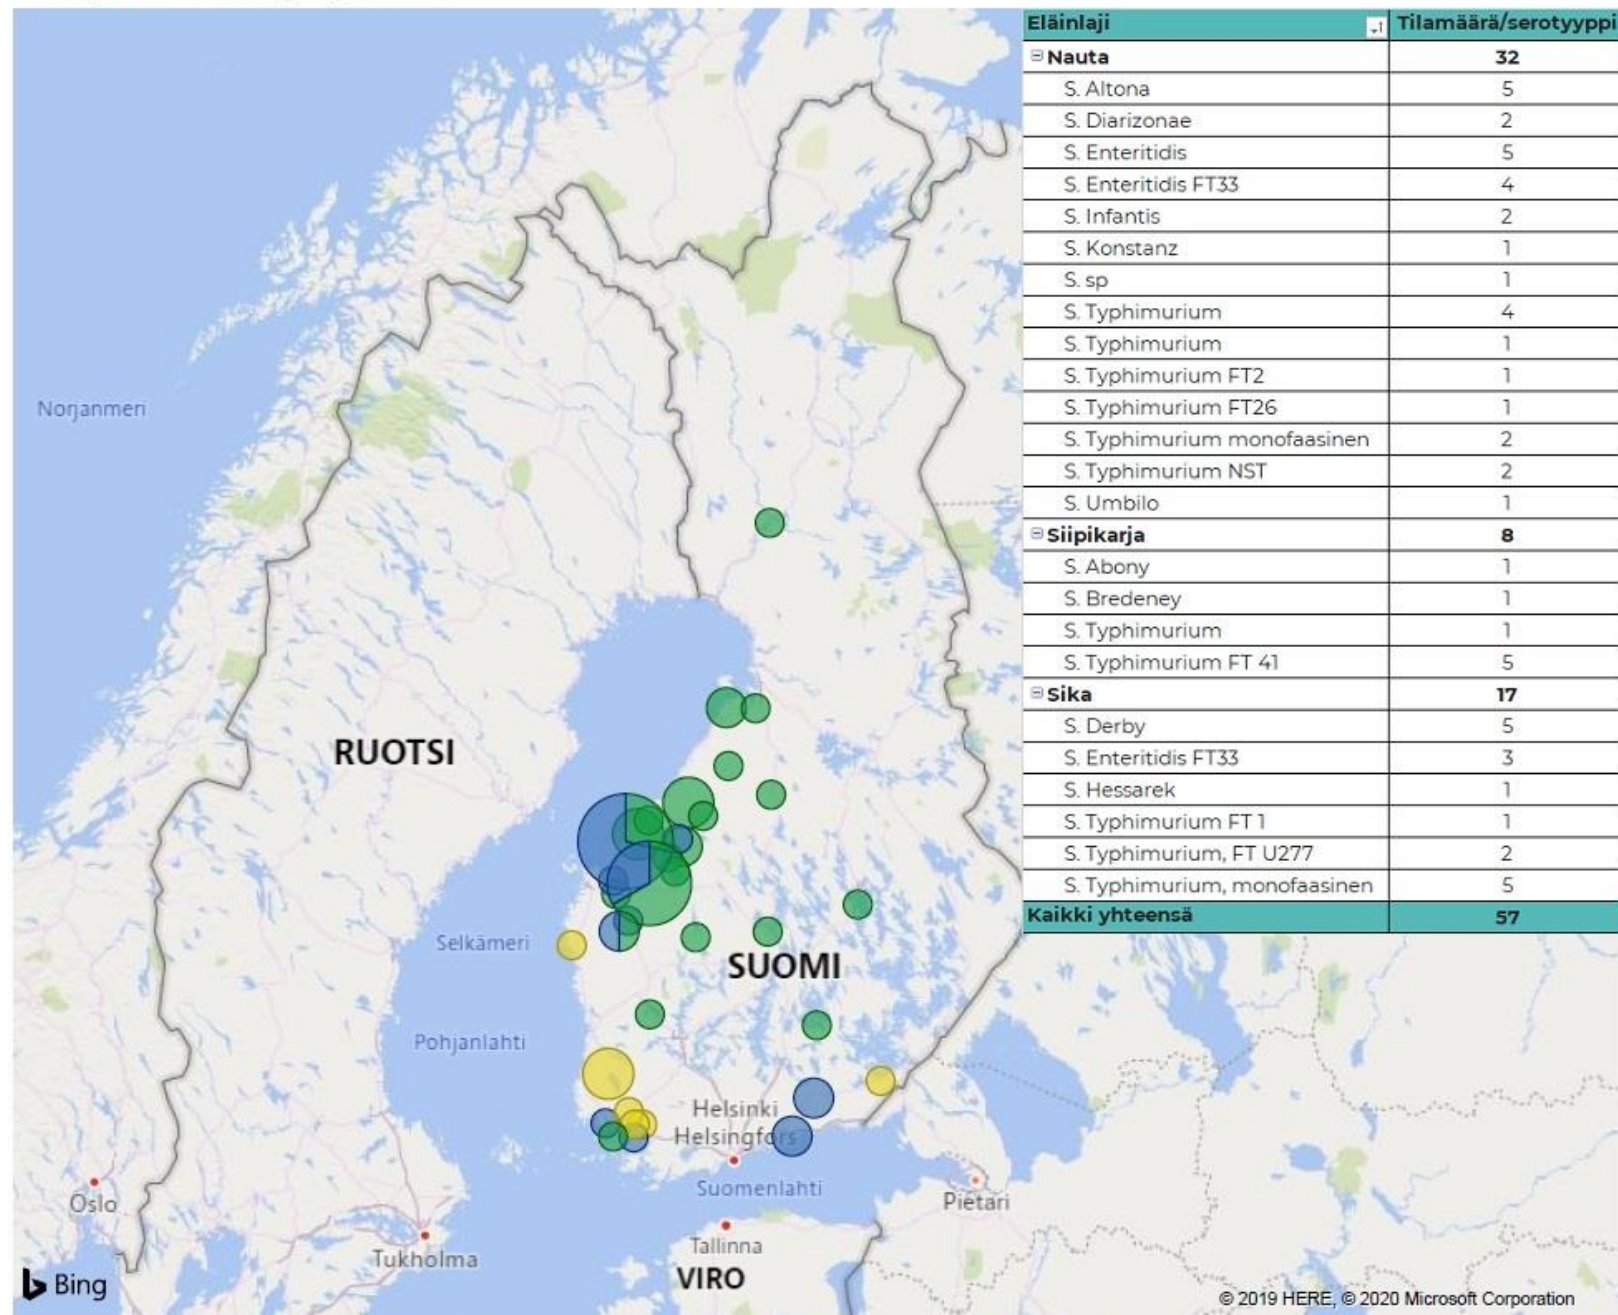 Eläinlaji Tilamäärä/serotyyppi
Nauta 32
S. Altona 5
S. Diarizonae 2
S. Enteritidis 5
S. Enteritidis FT33 4
S. Infantis 2
S. Konstanz 1
S. sp 1
S. Typhimurium 4
S. Typhimurium 1
S. Typhimurium FT2 1
S. Typhimurium FT26 1
S. Typhimurium monofaasinen 2
S. Typhimurium NST 2
S. Umbilo 1
Siipikarja 8
S. Abony 1
S. Bredeney 1
S. Typhimurium 1
S. Typhimurium FT 41 5
Sika 17
S. Derby 5
S. Enteritidis FT33 3
S. Hessarek 1
S. Typhimurium FT 1 1
S. Typhimurium, FT U277 2
S. Typhimurium, monofaasinen 5
Kaikki yhteensä 57
Norjanmeri
RUOTSI
Selkämeri
SUOMI
Pohjanlahti
Helsinki
Helsingfors
Suomenlahti
Pietari
Oslo
Tukholma
Tallinna
VIRO
Bing
© 2019 HERE, © 2020 Microsoft Corporation